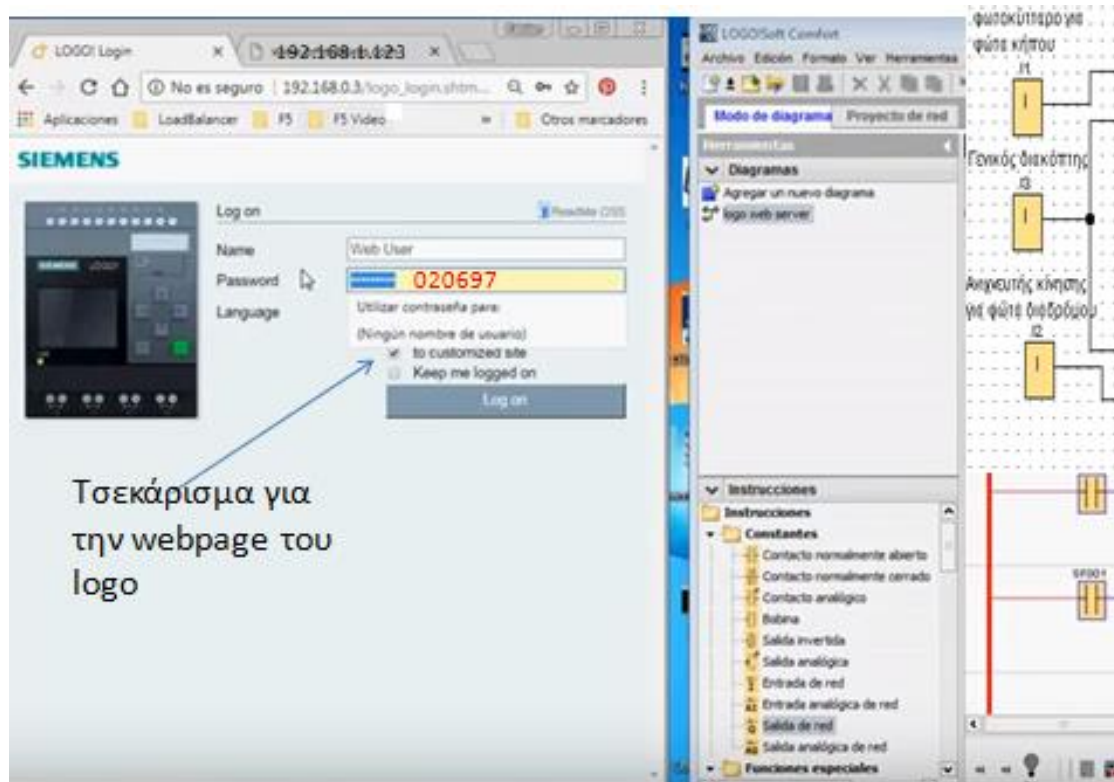 LOGO! Login
192.168.1.123
No es seguro | 192.168.0.3/logo_login.shtm...
Aplicaciones LoadBalancer F5 F5 Video » Otros marcadores
SIEMENS
Log on
ReadMe OSS
Name Web User
Password 020697
Language
Utilizar contraseña para:
(Ningún nombre de usuario)
to customized site
Keep me logged on
Log on
SIEMENS LOGO!
Τσεκάρισμα για
την webpage του
logo
LOGO!Soft Comfort
Archivo Edición Formato Ver Herramientas
Modo de diagrama Proyecto de red
Herramientas
Diagramas
Agregar un nuevo diagrama
logo web server
Instrucciones
Instrucciones
Constantes
Contacto normalmente abierto
Contacto normalmente cerrado
Contacto analógico
Bobina
Salida invertida
Salida analógica
Entrada de red
Entrada analógica de red
Salida de red
Salida analógica de red
Funciones especiales
φωτοκύτταρο για
φώτα κήπου
I1
I
Γενικός διακόπτης
I3
I
Ανιχνευτής κίνησης
για φώτα διαδρόμου
I2
I
SF001